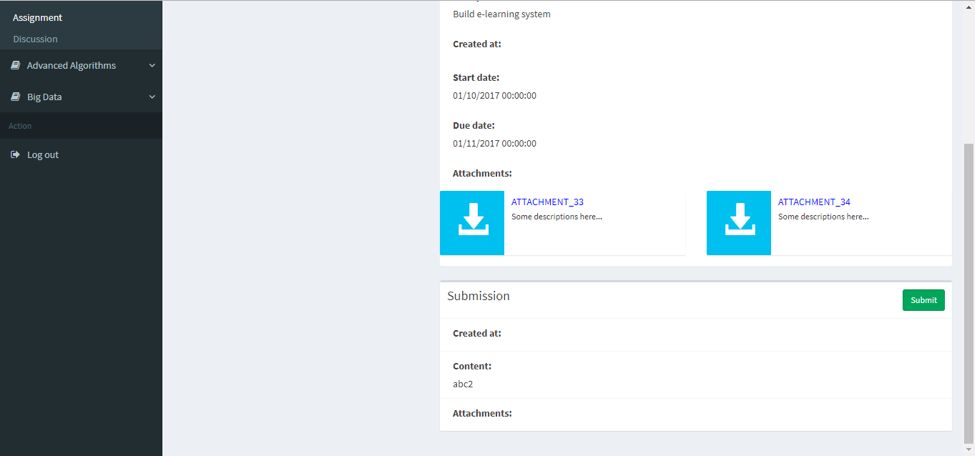 Assignment
Discussion
Advanced Algorithms
Big Data
Action
Log out
Build e-learning system
Created at:
Start date:
01/10/2017 00:00:00
Due date:
01/11/2017 00:00:00
Attachments:
ATTACHMENT_33
Some descriptions here...
ATTACHMENT_34
Some descriptions here...
Submission
Submit
Created at:
Content:
abc2
Attachments: